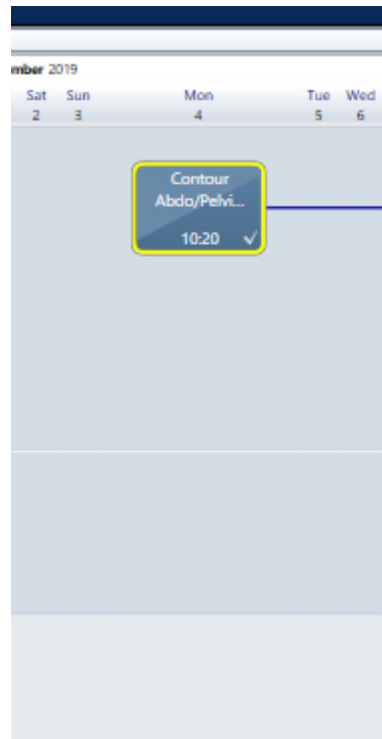 mber 2019
Sat Sun Mon Tue Wed
2 3 4 5 6
Contour
Abdo/Pelvi...
10:20